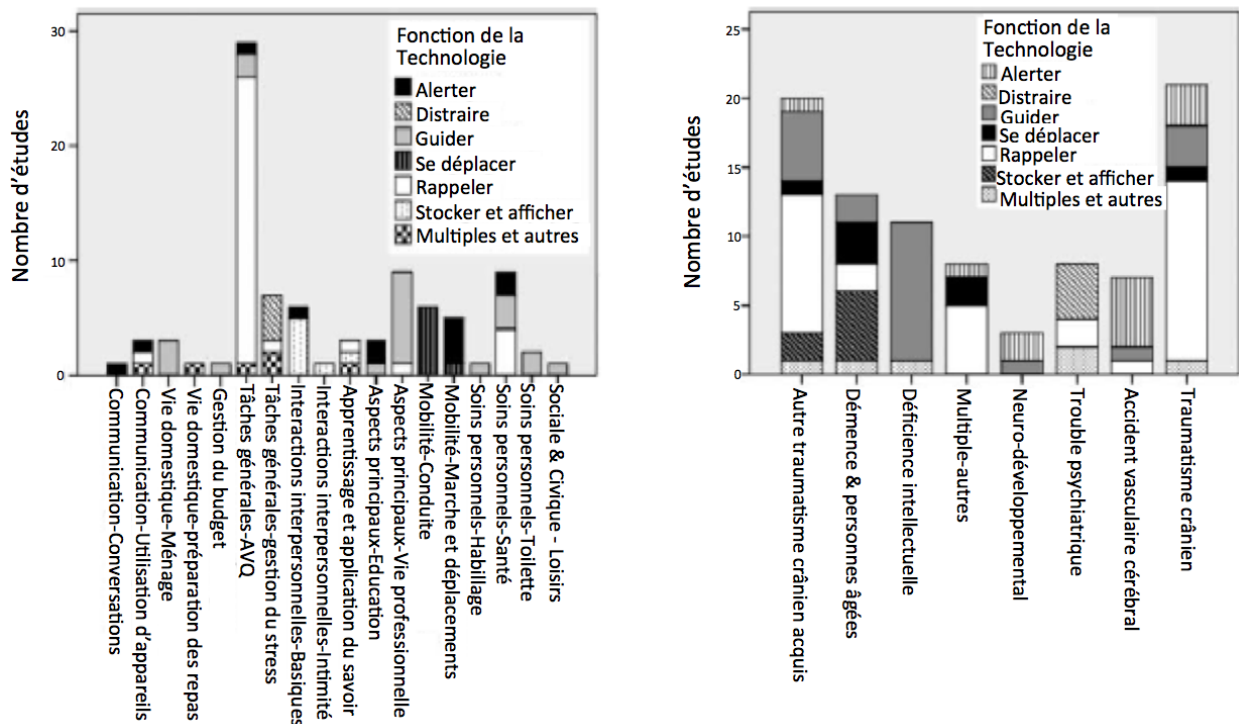 Nombre d'études
30
20
10
0
Fonction de la
Technologie
Alerter
Distraire
Guider
Se déplacer
Rappeler
Stocker et afficher
Multiples et autres
Communication-Conversations
Communication-Utilisation d'appareils
Vie domestique-Ménage
Vie domestique-préparation des repas
Gestion du budget
Tâches générales-AVQ
Tâches générales-gestion du stress
Interactions interpersonnelles-Basiques
Interactions interpersonnelles-Intimité
Apprentissage et application du savoir
Aspects principaux-Education
Aspects principaux-Vie professionnelle
Mobilité-Conduite
Mobilité-Marche et déplacements
Soins personnels-Habillage
Soins personnels-Santé
Soins personnels-Toilette
Sociale & Civique - Loisirs
Nombre d'études
25
20
15
10
5
0
Fonction de la
Technologie
Alerter
Distraire
Guider
Se déplacer
Rappeler
Stocker et afficher
Multiples et autres
Autre traumatisme crânien acquis
Démence & personnes âgées
Déficience intellectuelle
Multiple-autres
Neuro-développemental
Trouble psychiatrique
Accident vasculaire cérébral
Traumatisme crânien